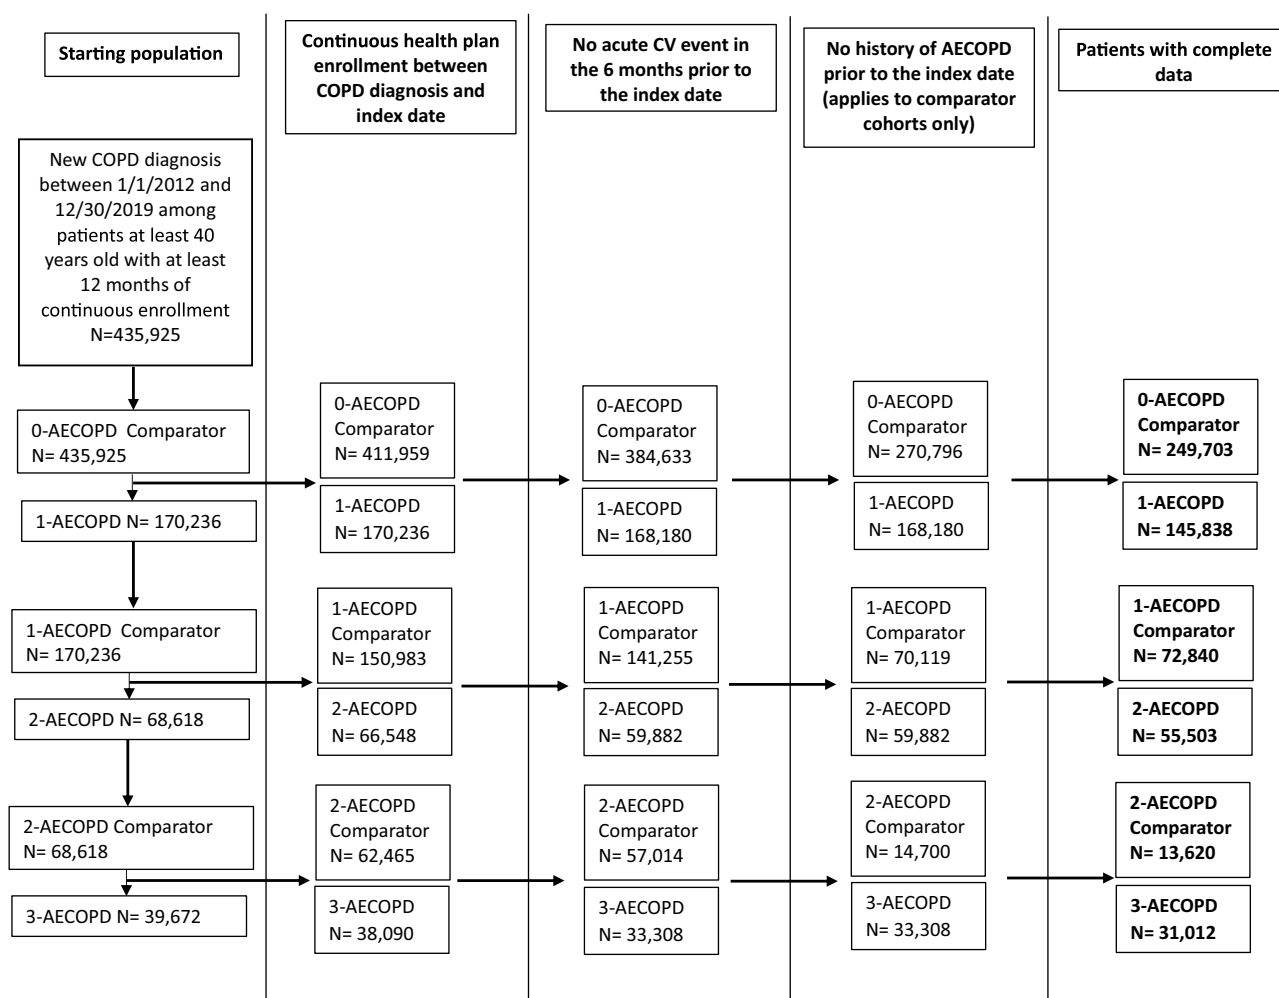 Starting population
Continuous health plan
enrollment between
COPD diagnosis and
index date
No acute CV event in
the 6 months prior to
the index date
No history of AECOPD
prior to the index date
(applies to comparator
cohorts only)
Patients with complete
data
New COPD diagnosis
between 1/1/2012 and
12/30/2019 among
patients at least 40
years old with at least
12 months of
continuous enrollment
N=435,925
0-AECOPD Comparator
N= 435,925
1-AECOPD N= 170,236
0-AECOPD
Comparator
N= 411,959
1-AECOPD
N= 170,236
0-AECOPD
Comparator
N= 384,633
1-AECOPD
N= 168,180
0-AECOPD
Comparator
N= 270,796
1-AECOPD
N= 168,180
0-AECOPD
Comparator
N= 249,703
1-AECOPD
N= 145,838
1-AECOPD Comparator
N= 170,236
2-AECOPD N= 68,618
1-AECOPD
Comparator
N= 150,983
2-AECOPD
N= 66,548
1-AECOPD
Comparator
N= 141,255
2-AECOPD
N= 59,882
1-AECOPD
Comparator
N= 70,119
2-AECOPD
N= 59,882
1-AECOPD
Comparator
N= 72,840
2-AECOPD
N= 55,503
2-AECOPD Comparator
N= 68,618
3-AECOPD N= 39,672
2-AECOPD
Comparator
N= 62,465
3-AECOPD
N= 38,090
2-AECOPD
Comparator
N= 57,014
3-AECOPD
N= 33,308
2-AECOPD
Comparator
N= 14,700
3-AECOPD
N= 33,308
2-AECOPD
Comparator
N= 13,620
3-AECOPD
N= 31,012